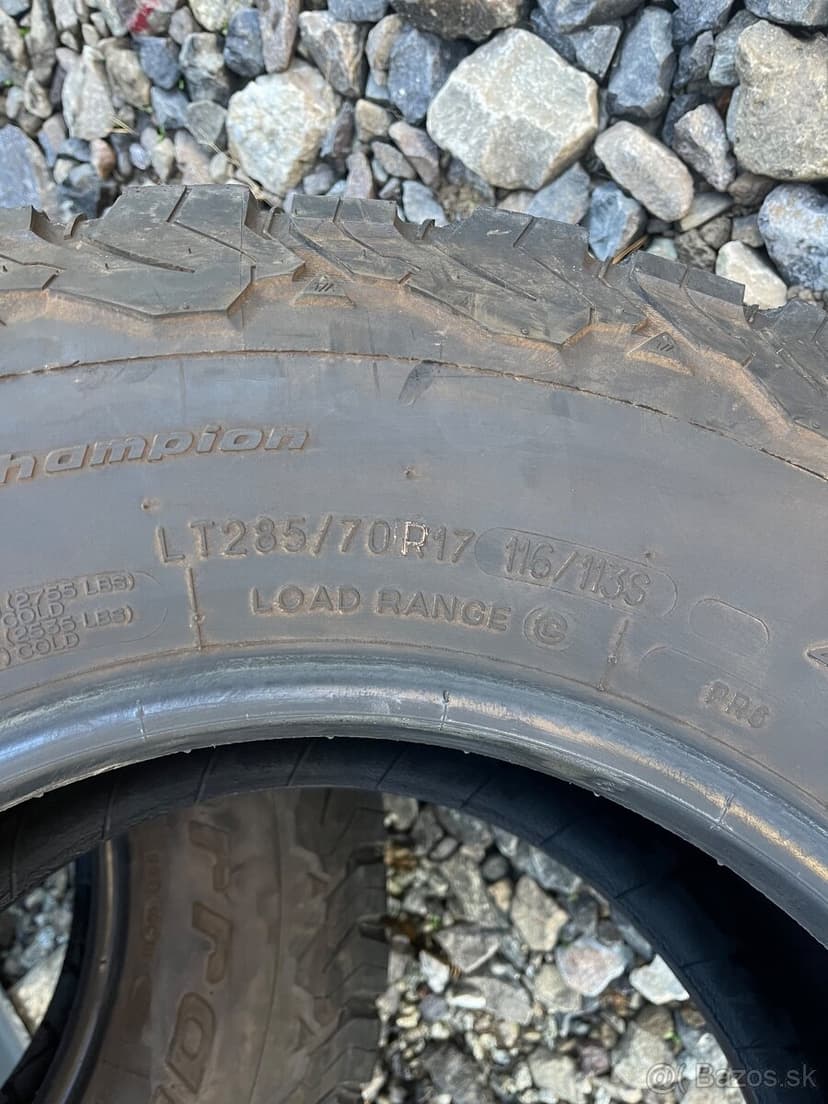 hampion
LT285/70R17 116/113S
(2755 LBS)
COLD
(2535 LBS)
) COLD
LOAD RANGE C
PR6
Bazos.sk